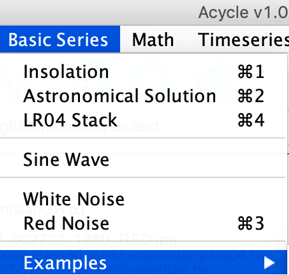 Acycle v1.0
Basic Series Math Timeseries
Insolation ⌘1
Astronomical Solution ⌘2
LR04 Stack ⌘4
Sine Wave
White Noise
Red Noise ⌘3
Examples ▶